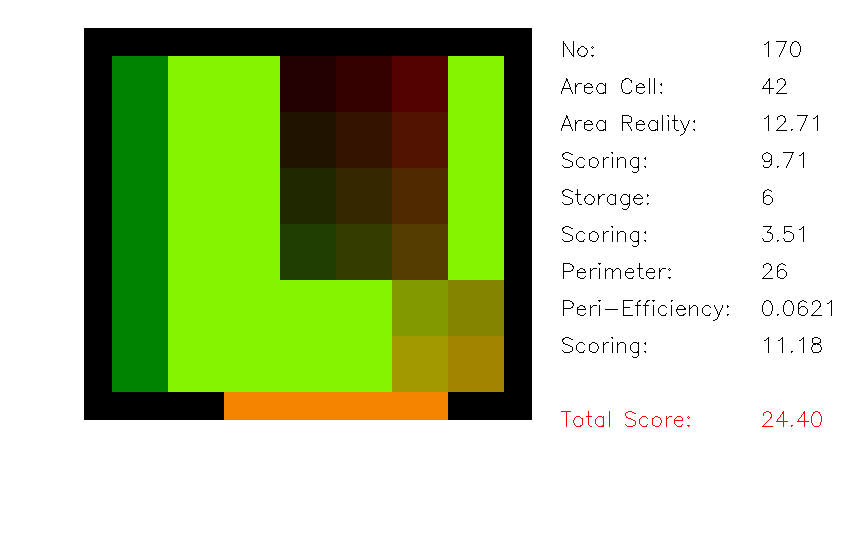 No: 170
Area Cell: 42
Area Reality: 12.71
Scoring: 9.71
Storage: 6
Scoring: 3.51
Perimeter: 26
Peri-Efficiency: 0.0621
Scoring: 11.18
Total Score: 24.40